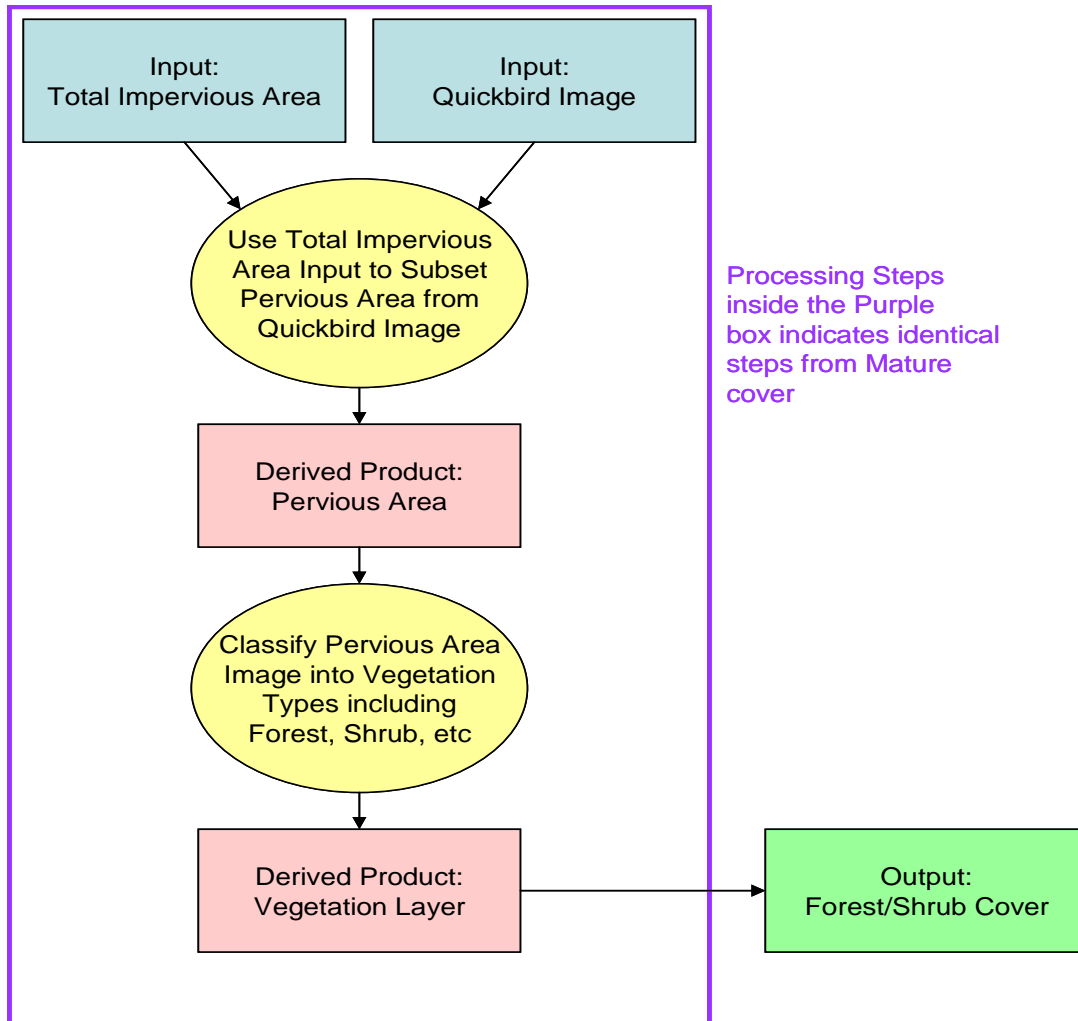 Input:
Total Impervious Area
Input:
Quickbird Image
Use Total Impervious
Area Input to Subset
Pervious Area from
Quickbird Image
Processing Steps
inside the Purple
box indicates identical
steps from Mature
cover
Derived Product:
Pervious Area
Classify Pervious Area
Image into Vegetation
Types including
Forest, Shrub, etc
Derived Product:
Vegetation Layer
Output:
Forest/Shrub Cover